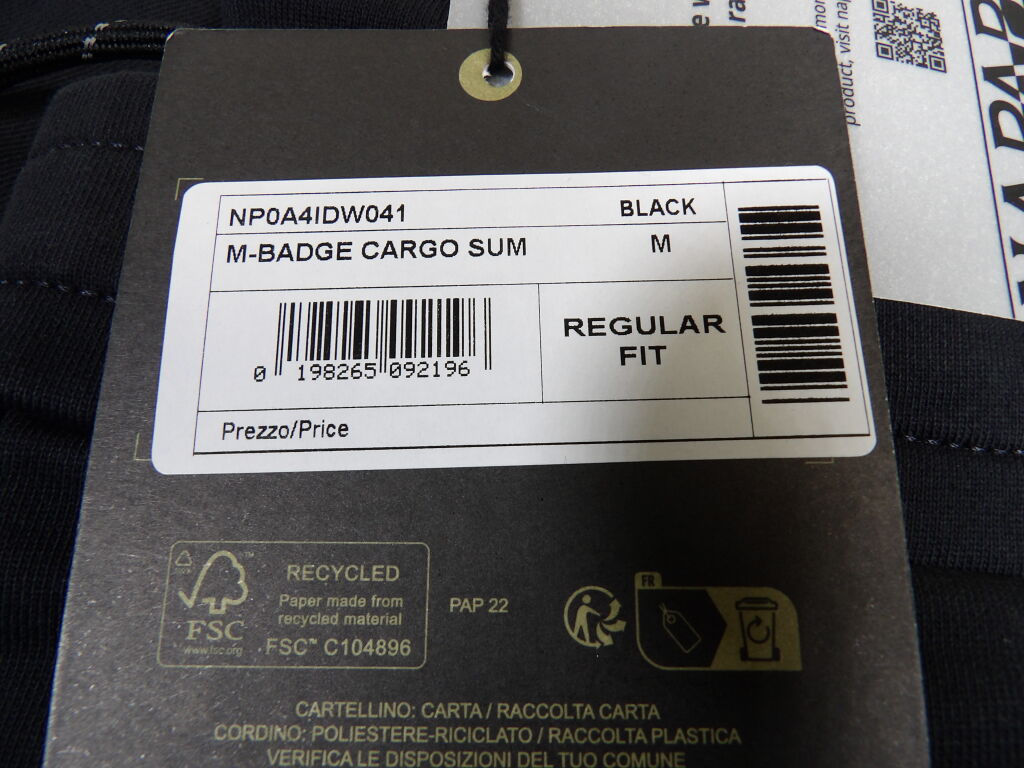 NP0A4IDW041 BLACK
M-BADGE CARGO SUM M
REGULAR
FIT
0 198265 092196
Prezzo/Price
FSC™
www.fsc.org
RECYCLED
Paper made from
recycled material
FSC™ C104896
PAP 22
FR
CARTELLINO: CARTA / RACCOLTA CARTA
CORDINO: POLIESTERE-RICICLATO / RACCOLTA PLASTICA
VERIFICA LE DISPOSIZIONI DEL TUO COMUNE
product, visit